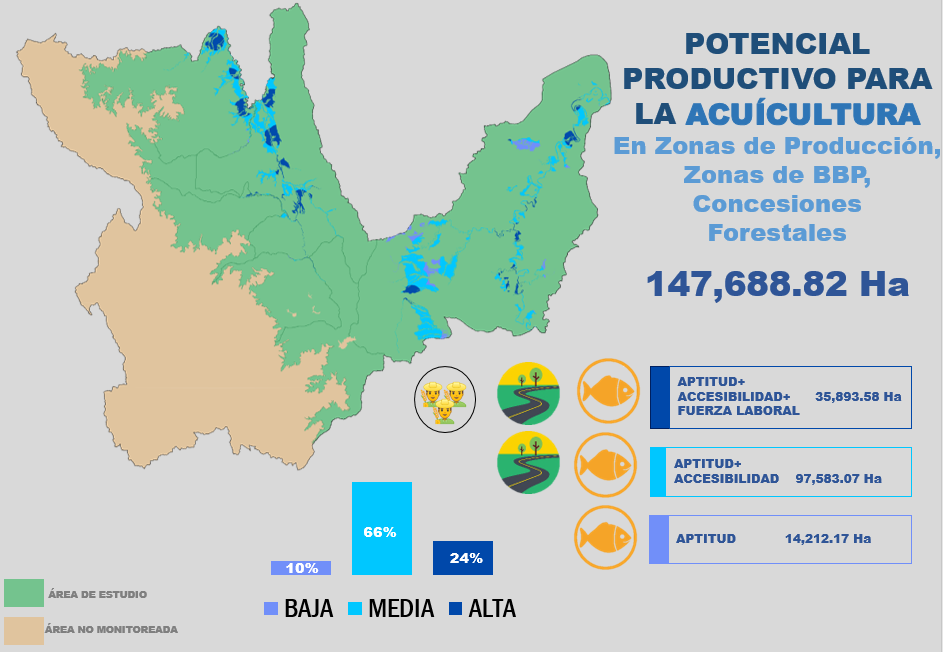 POTENCIAL
PRODUCTIVO PARA
LA ACUÍCULTURA
En Zonas de Producción,
Zonas de BBP,
Concesiones
Forestales
147,688.82 Ha
APTITUD+
ACCESIBILIDAD+
FUERZA LABORAL
35,893.58 Ha
APTITUD+
ACCESIBILIDAD
97,583.07 Ha
APTITUD
14,212.17 Ha
10%
66%
24%
BAJA
MEDIA
ALTA
ÁREA DE ESTUDIO
ÁREA NO MONITOREADA